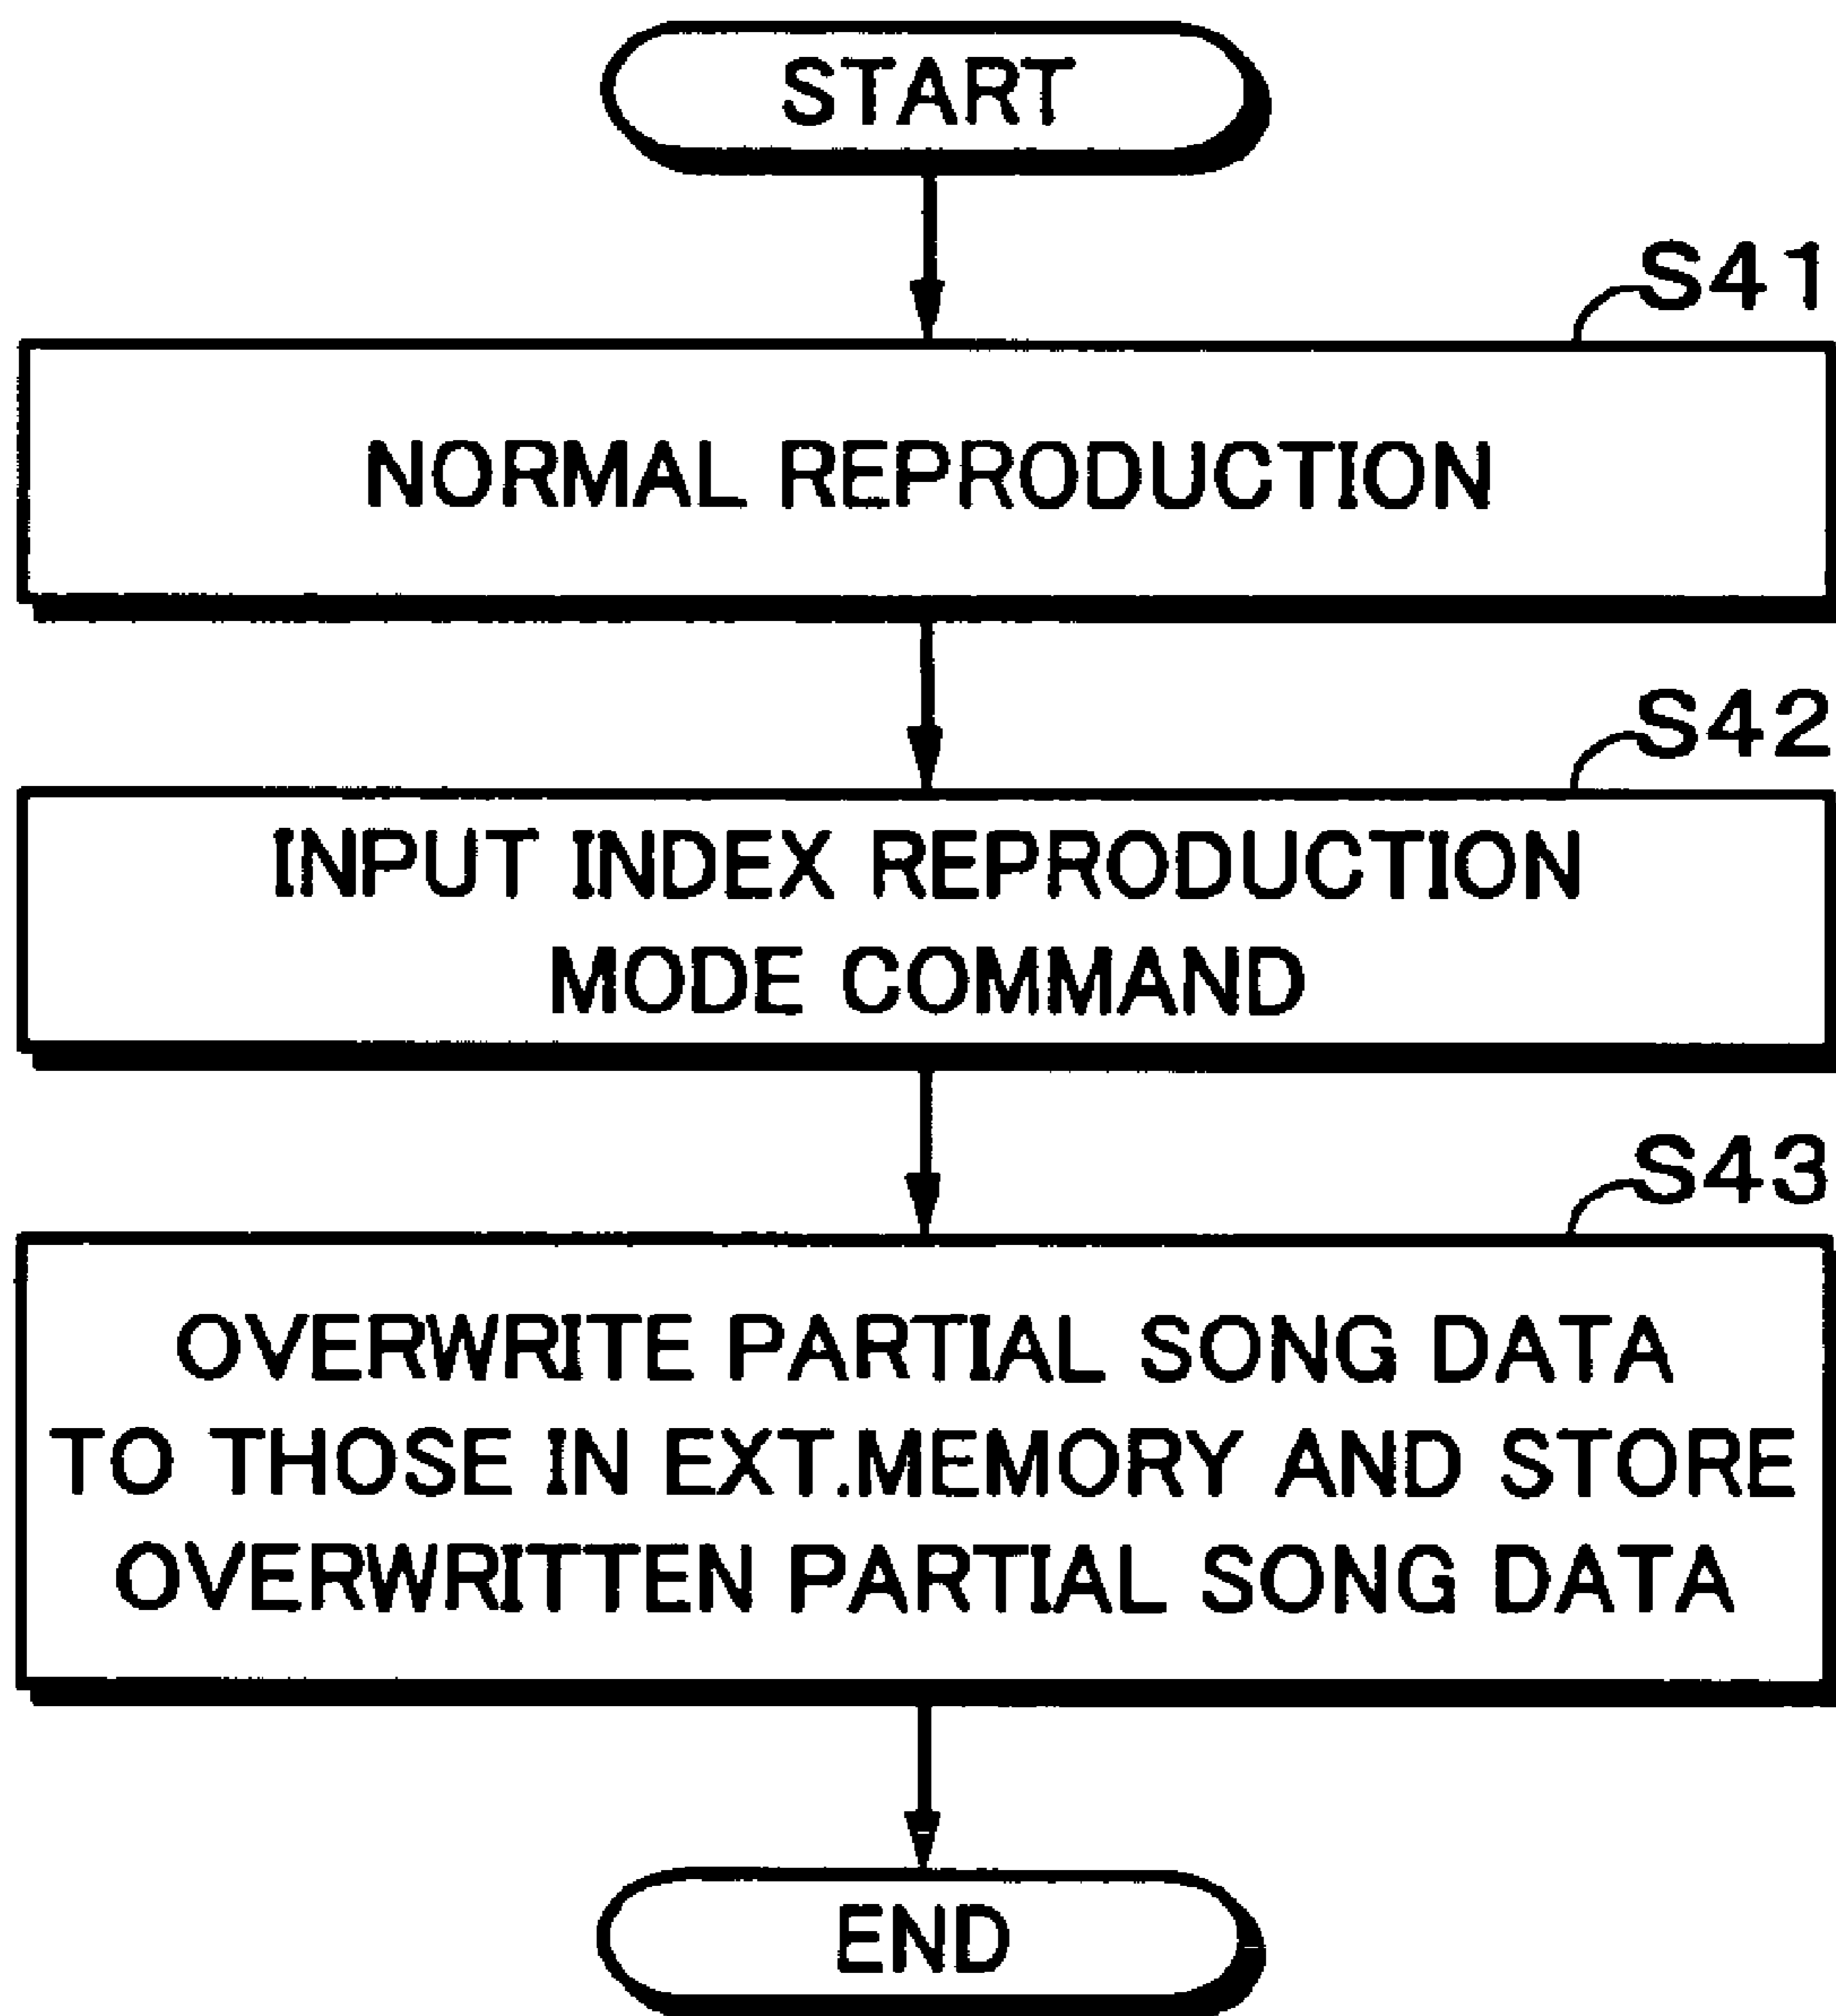 START
S41
NORMAL REPRODUCTION
S42
INPUT INDEX REPRODUCTION
MODE COMMAND
S43
OVERWRITE PARTIAL SONG DATA
TO THOSE IN EXT.MEMORY AND STORE
OVERWRITTEN PARTIAL SONG DATA
END